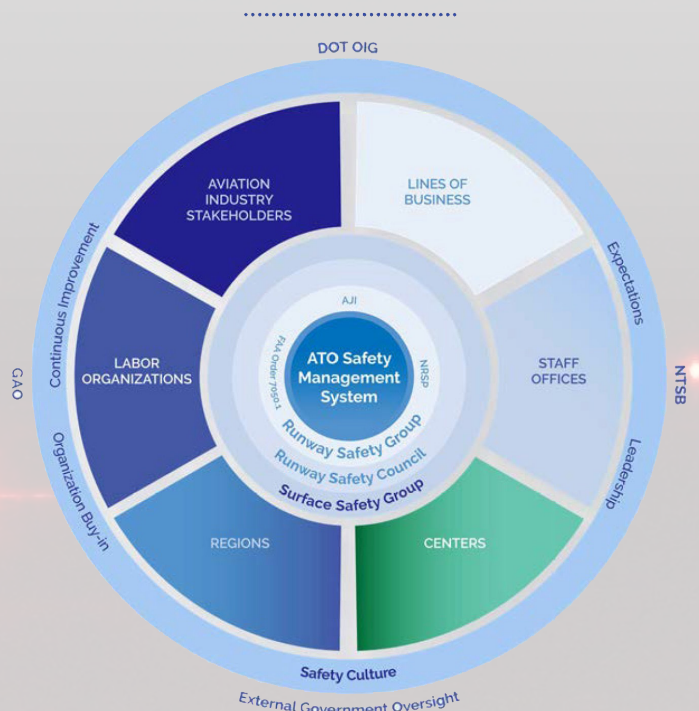 DOT OIG
AVIATION
INDUSTRY
STAKEHOLDERS
LINES OF
BUSINESS
Continuous Improvement
Expectations
AJI
FAA Order 7050.1
ATO Safety
Management
System
NRSP
LABOR
ORGANIZATIONS
STAFF
OFFICES
GAO
NTSB
Runway Safety Group
Runway Safety Council
Surface Safety Group
Organization Buy-in
Leadership
REGIONS
CENTERS
Safety Culture
External Government Oversight